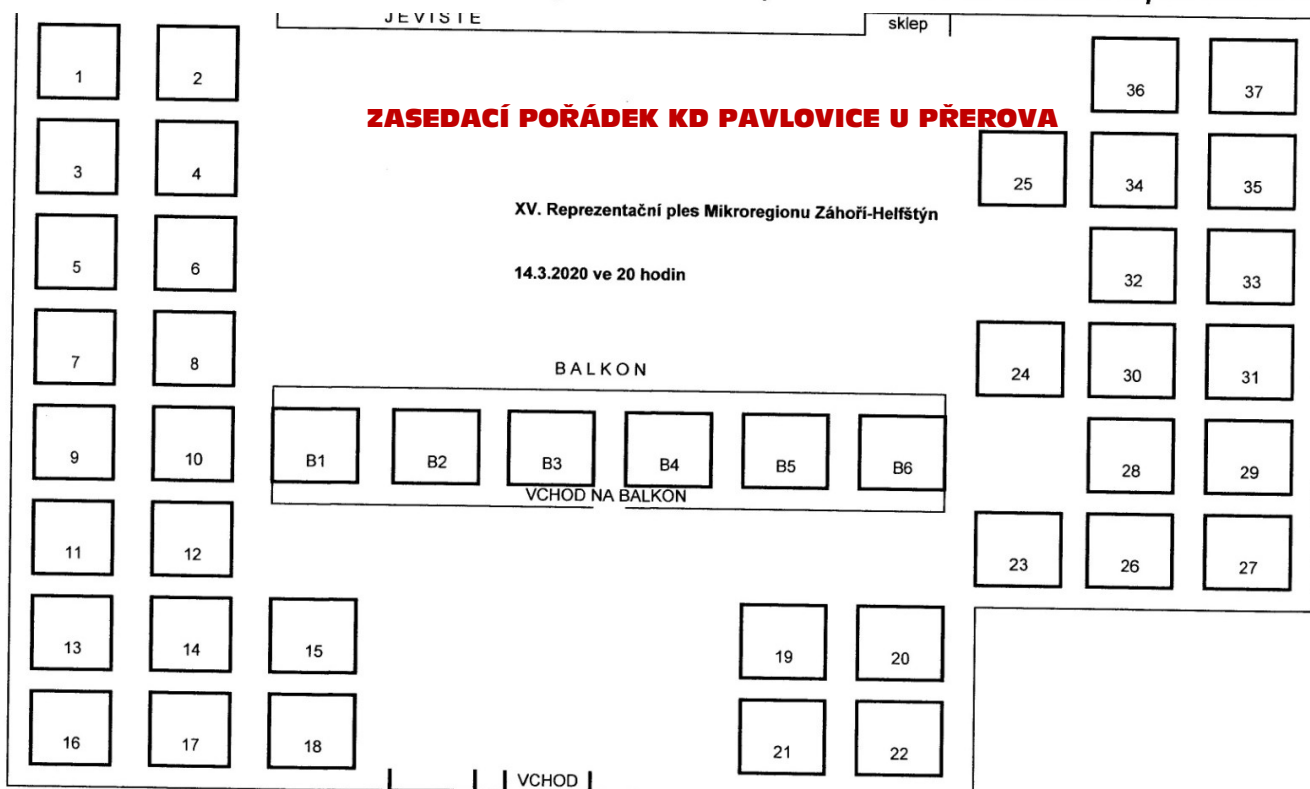 JEVIŠTĚ
sklep
1 2 36 37
ZASEDACÍ POŘÁDEK KD PAVLOVICE U PŘEROVA
3 4 25 34 35
XV. Reprezentační ples Mikroregionu Záhoří-Helfštýn
5 6 32 33
14.3.2020 ve 20 hodin
7 8 24 30 31
BALKON
9 10 B1 B2 B3 B4 B5 B6 28 29
VCHOD NA BALKON
11 12 23 26 27
13 14 15 19 20
16 17 18 21 22
VCHOD